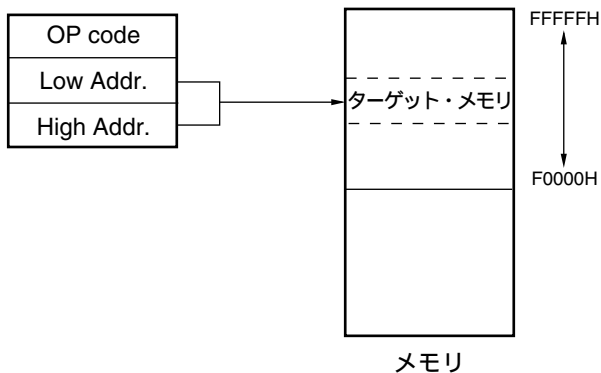 OP code
Low Addr.
High Addr.
FFFFFH
ターゲット・メモリ
F0000H
メモリ